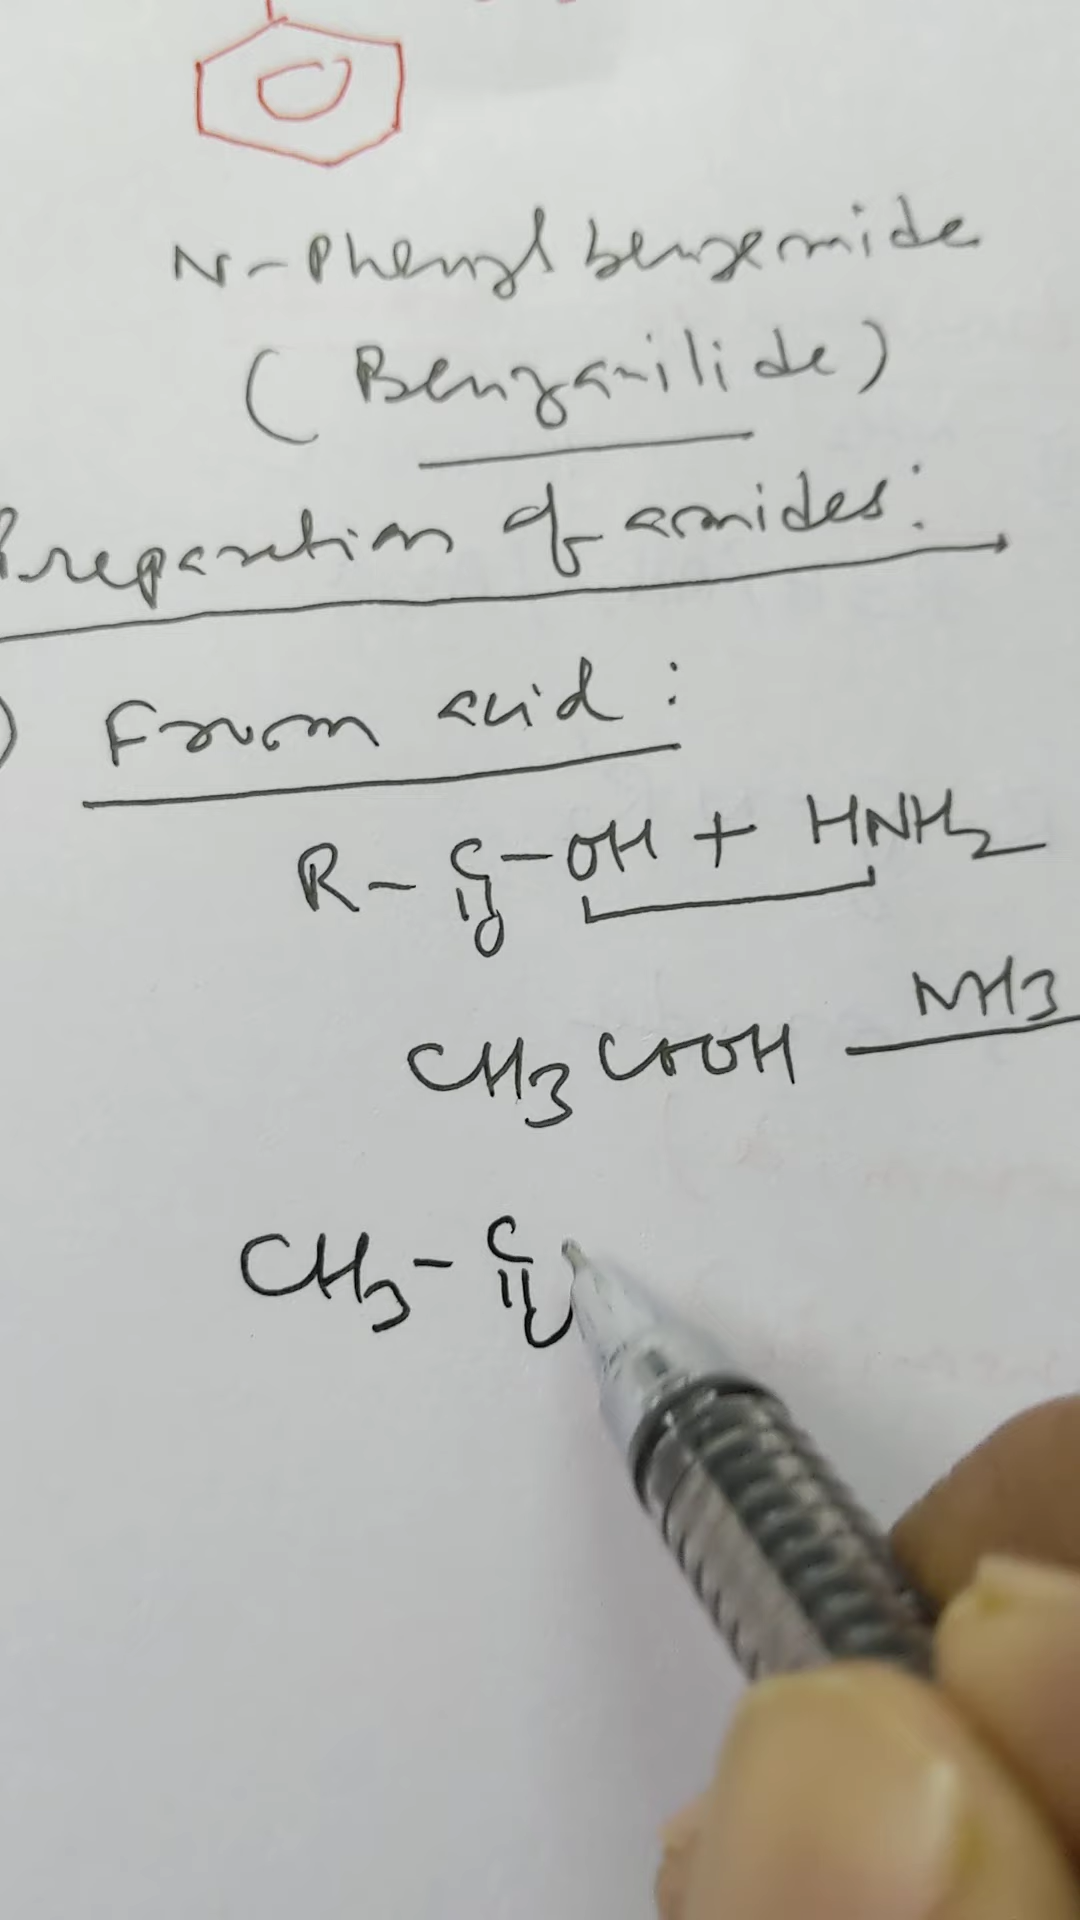 N-Phenyl benzamide
(Benzanilide)
Preparation of amides:
) From acid:
R-C-OH + HNH2
O
NH3
CH3COOH
CH3-C
O